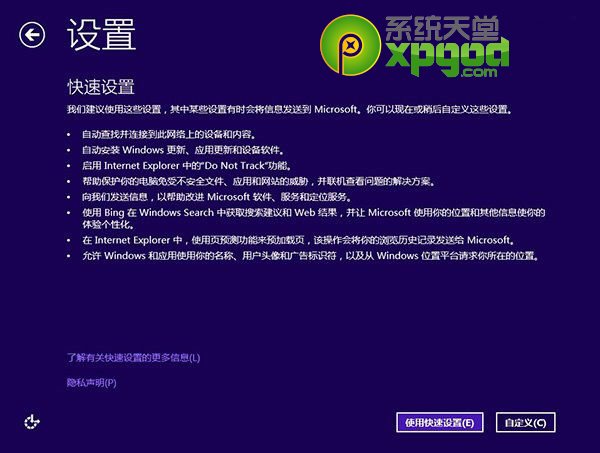 设置
系统天堂
xpgod
.com
快速设置
我们建议使用这些设置，其中某些设置有时会将信息发送到 Microsoft。你可以现在或稍后自定义这些设置。
• 自动查找并连接到此网络上的设备和内容。
• 自动安装 Windows 更新、应用更新和设备软件。
• 启用 Internet Explorer 中的"Do Not Track"功能。
• 帮助保护你的电脑免受不安全文件、应用和网站的威胁，并联机查看问题的解决方案。
• 向我们发送信息，以帮助改进 Microsoft 软件、服务和定位服务。
• 使用 Bing 在 Windows Search 中获取搜索建议和 Web 结果，并让 Microsoft 使用你的位置和其他信息使你的
体验个性化。
• 在 Internet Explorer 中，使用页预测功能来预加载页，该操作会将你的浏览历史记录发送给 Microsoft。
• 允许 Windows 和应用使用你的名称、用户头像和广告标识符，以及从 Windows 位置平台请求你所在的位置。
了解有关快速设置的更多信息(L)
隐私声明(P)
使用快速设置(E)
自定义(C)